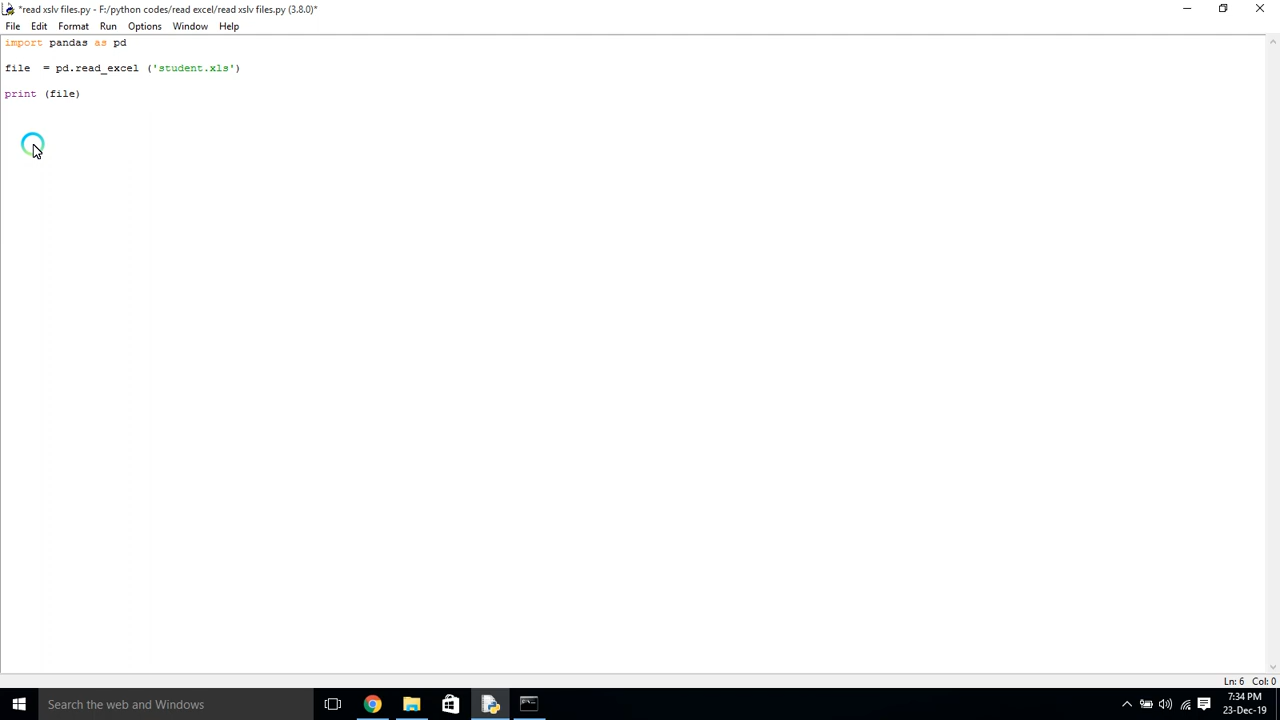 *read xslv files.py - F:/python codes/read excel/read xslv files.py (3.8.0)*
File Edit Format Run Options Window Help
import pandas as pd
file  = pd.read_excel ('student.xls')
print (file)
Ln: 6 Col: 0
Search the web and Windows
7:34 PM
23-Dec-19